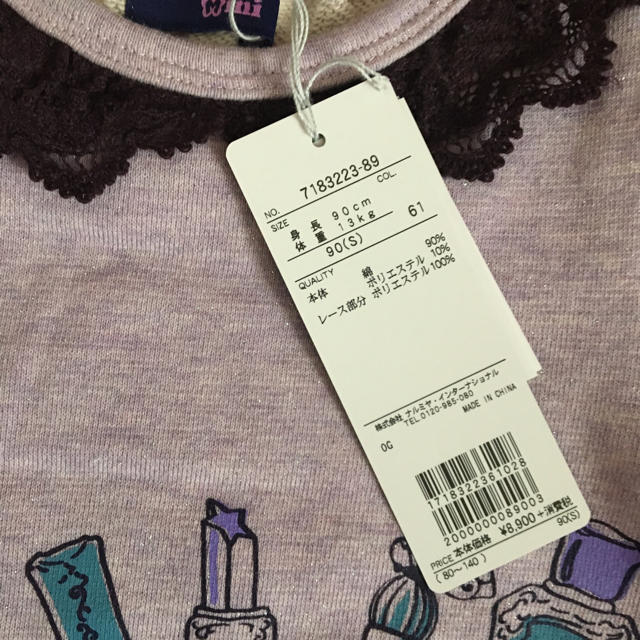 Wini
NO. 7183223-89
SIZE COL.
身長 90cm
体重 13kg 61
90(S)
QUALITY
本体 綿 90%
ポリエステル 10%
レース部分 ポリエステル 100%
株式会社 ナルミヤ・インターナショナル
TEL.0120-985-080
0G MADE IN CHINA
1718322361028
2000000089003
PRICE 本体価格 ¥8,900+消費税
(80~140) 90(S)